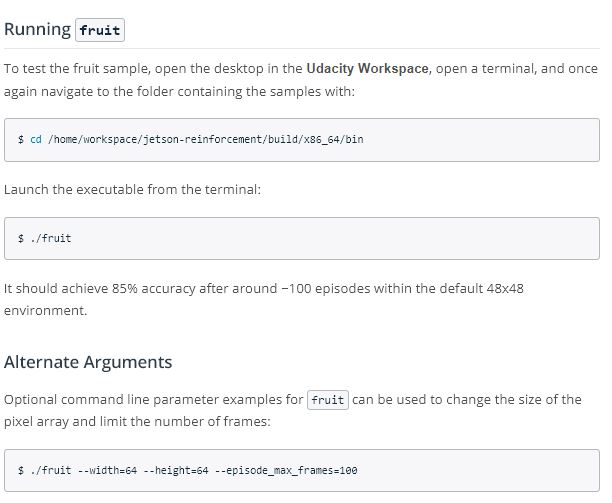 Running fruit
To test the fruit sample, open the desktop in the Udacity Workspace, open a terminal, and once
again navigate to the folder containing the samples with:
$ cd /home/workspace/jetson-reinforcement/build/x86_64/bin
Launch the executable from the terminal:
$ ./fruit
It should achieve 85% accuracy after around ~100 episodes within the default 48x48
environment.
Alternate Arguments
Optional command line parameter examples for fruit can be used to change the size of the
pixel array and limit the number of frames:
$ ./fruit --width=64 --height=64 --episode_max_frames=100